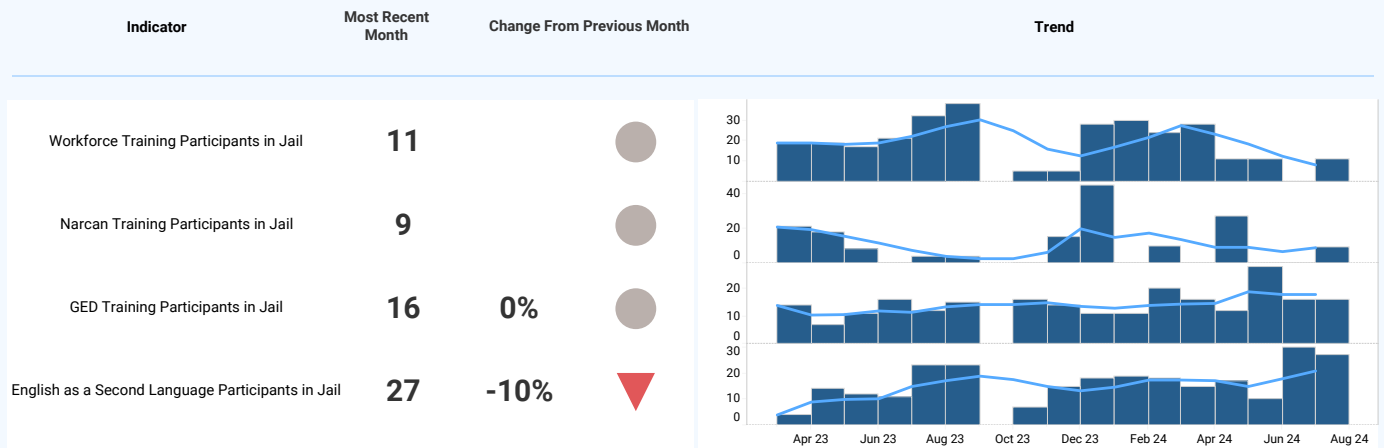 Indicator
Most Recent
Month
Change From Previous Month
Trend
Workforce Training Participants in Jail
11
30
20
10
Narcan Training Participants in Jail
9
40
20
0
GED Training Participants in Jail
16
0%
20
10
0
English as a Second Language Participants in Jail
27
-10%
30
20
10
0
Apr 23
Jun 23
Aug 23
Oct 23
Dec 23
Feb 24
Apr 24
Jun 24
Aug 24